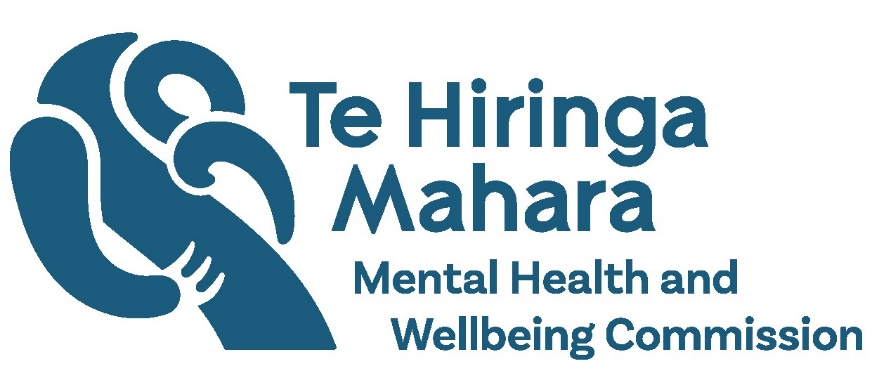 Te Hiringa
Mahara
Mental Health and
Wellbeing Commission